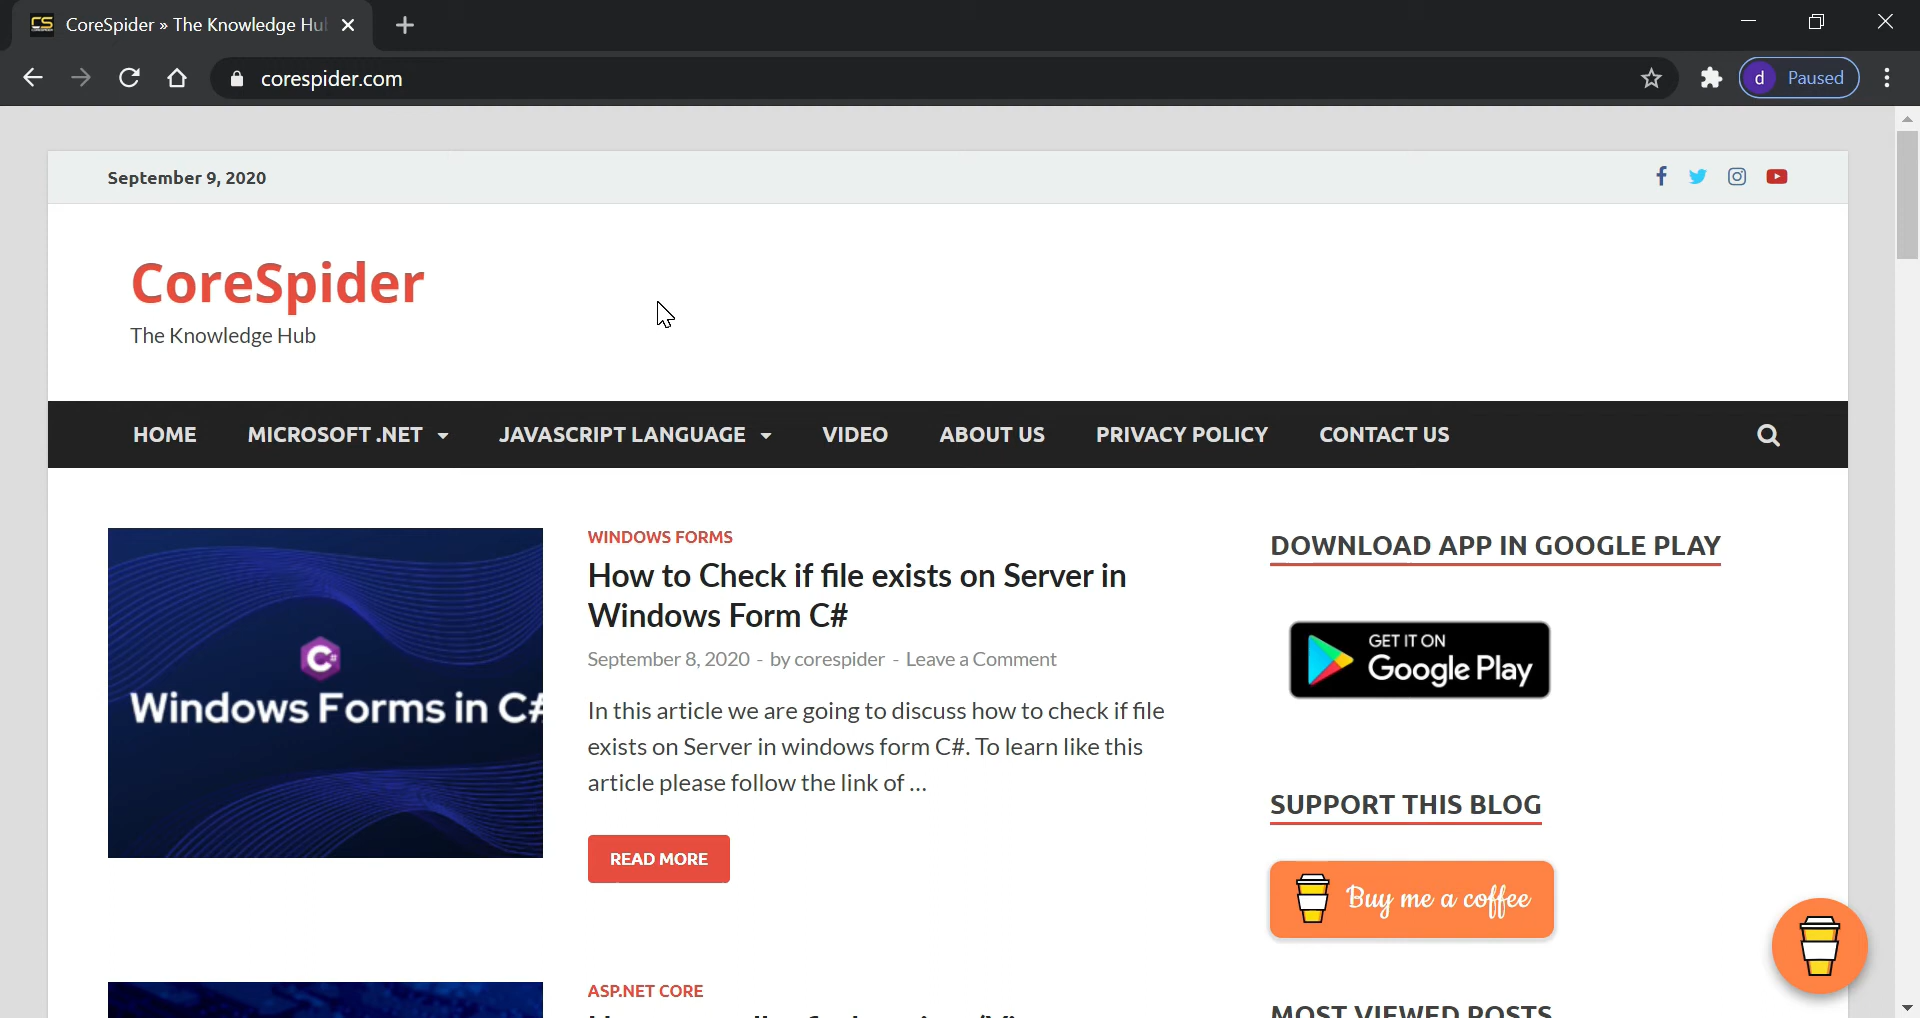 CoreSpider » The Knowledge Hu
corespider.com
d Paused
September 9, 2020
CoreSpider
The Knowledge Hub
HOME MICROSOFT .NET JAVASCRIPT LANGUAGE VIDEO ABOUT US PRIVACY POLICY CONTACT US
Windows Forms in C#
WINDOWS FORMS
How to Check if file exists on Server in
Windows Form C#
September 8, 2020 - by corespider - Leave a Comment
In this article we are going to discuss how to check if file
exists on Server in windows form C#. To learn like this
article please follow the link of ...
READ MORE
ASP.NET CORE
DOWNLOAD APP IN GOOGLE PLAY
GET IT ON
Google Play
SUPPORT THIS BLOG
Buy me a coffee
MOST VIEWED POSTS